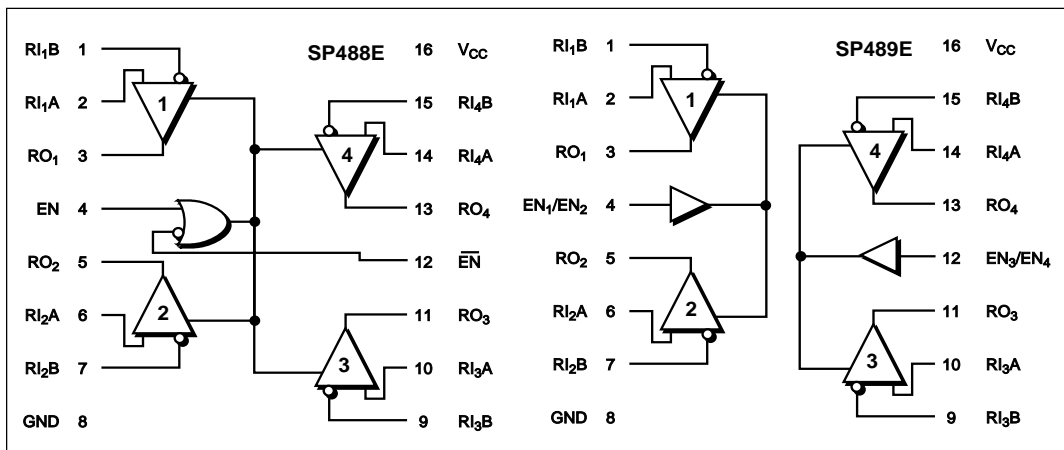 SP488E
RI₁B 1
RI₁A 2
RO₁ 3
EN 4
RO₂ 5
RI₂A 6
RI₂B 7
GND 8
16 V_CC
15 RI₄B
14 RI₄A
13 RO₄
12 E̅N̅
11 RO₃
10 RI₃A
9 RI₃B
1
4
2
3
SP489E
RI₁B 1
RI₁A 2
RO₁ 3
EN₁/EN₂ 4
RO₂ 5
RI₂A 6
RI₂B 7
GND 8
16 V_CC
15 RI₄B
14 RI₄A
13 RO₄
12 EN₃/EN₄
11 RO₃
10 RI₃A
9 RI₃B
1
4
2
3